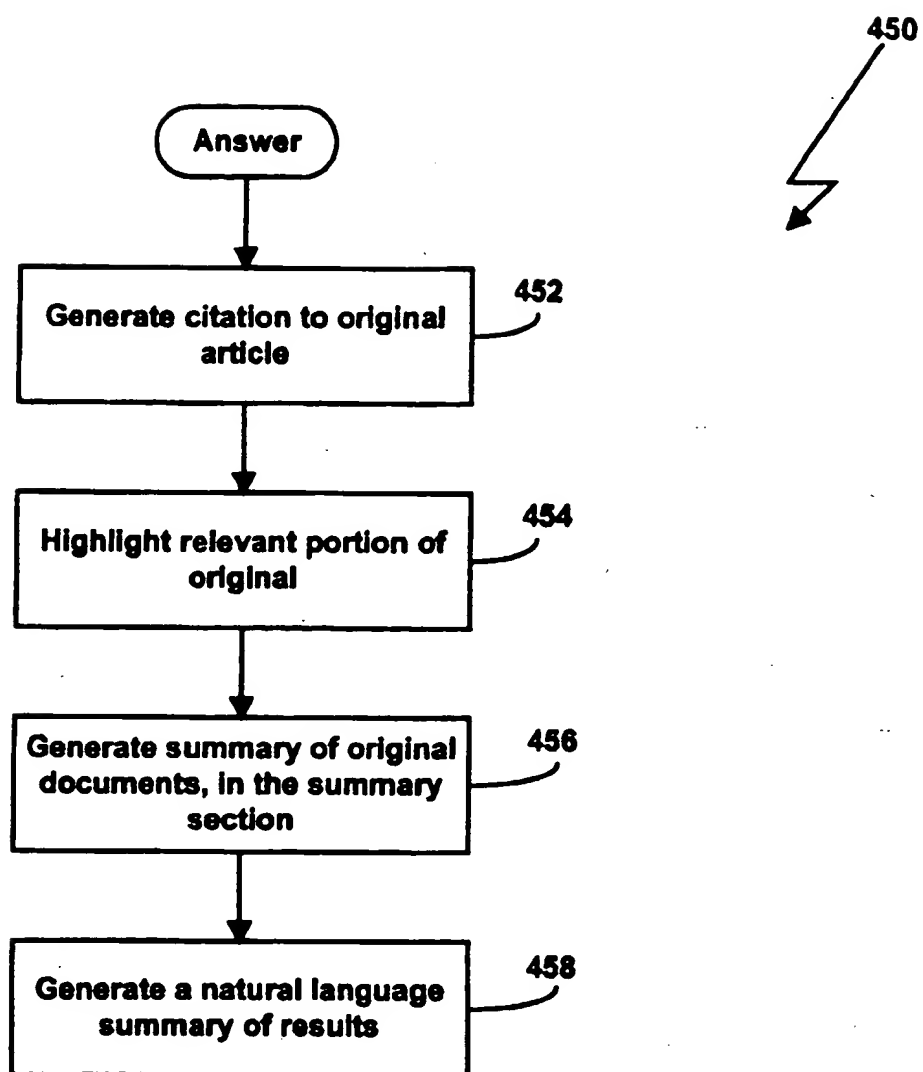 450
Answer
452
Generate citation to original
article
454
Highlight relevant portion of
original
456
Generate summary of original
documents, in the summary
section
458
Generate a natural language
summary of results